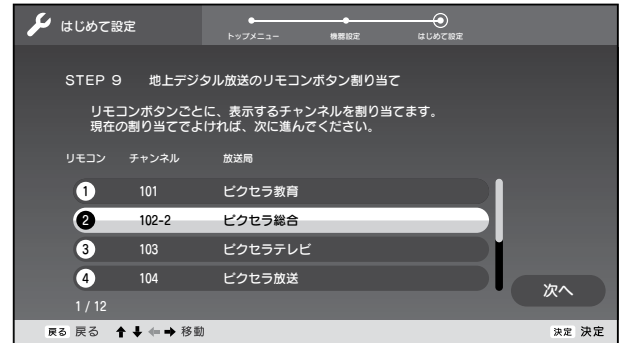 はじめて設定
トップメニュー 機器設定 はじめて設定
STEP 9 地上デジタル放送のリモコンボタン割り当て
リモコンボタンごとに、表示するチャンネルを割り当てます。
現在の割り当てでよければ、次に進んでください。
リモコン チャンネル 放送局
1 101 ピクセラ教育
2 102-2 ピクセラ総合
3 103 ピクセラテレビ
4 104 ピクセラ放送
次へ
1 / 12
戻る 戻る ↑ ↓ ← → 移動 決定 決定